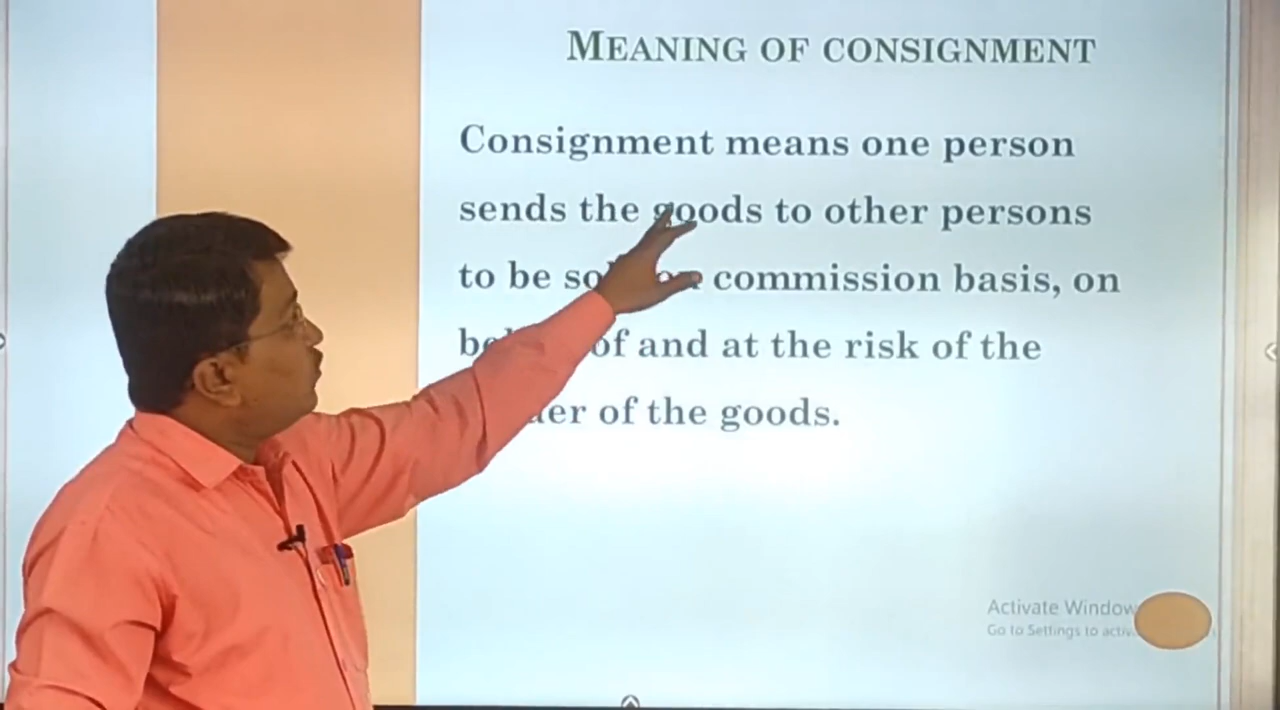 MEANING OF CONSIGNMENT
Consignment means one person
sends the goods to other persons
to be commission basis, on
of and at the risk of the
of the goods.
Activate Window
Go to Settings to